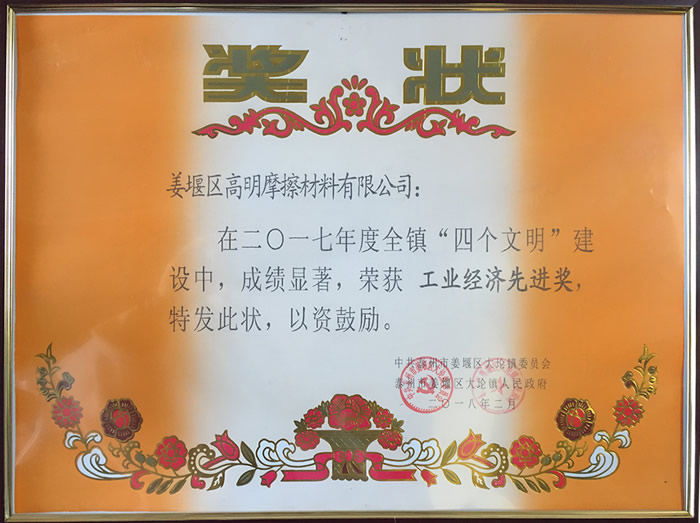 奖 状
姜堰区高明摩擦材料有限公司：
在二〇一七年度全镇“四个文明”建
设中，成绩显著，荣获 工业经济先进奖，
特发此状，以资鼓励。
中共泰州市姜堰区大坨镇委员会
泰州市姜堰区大坨镇人民政府
二〇一八年二月